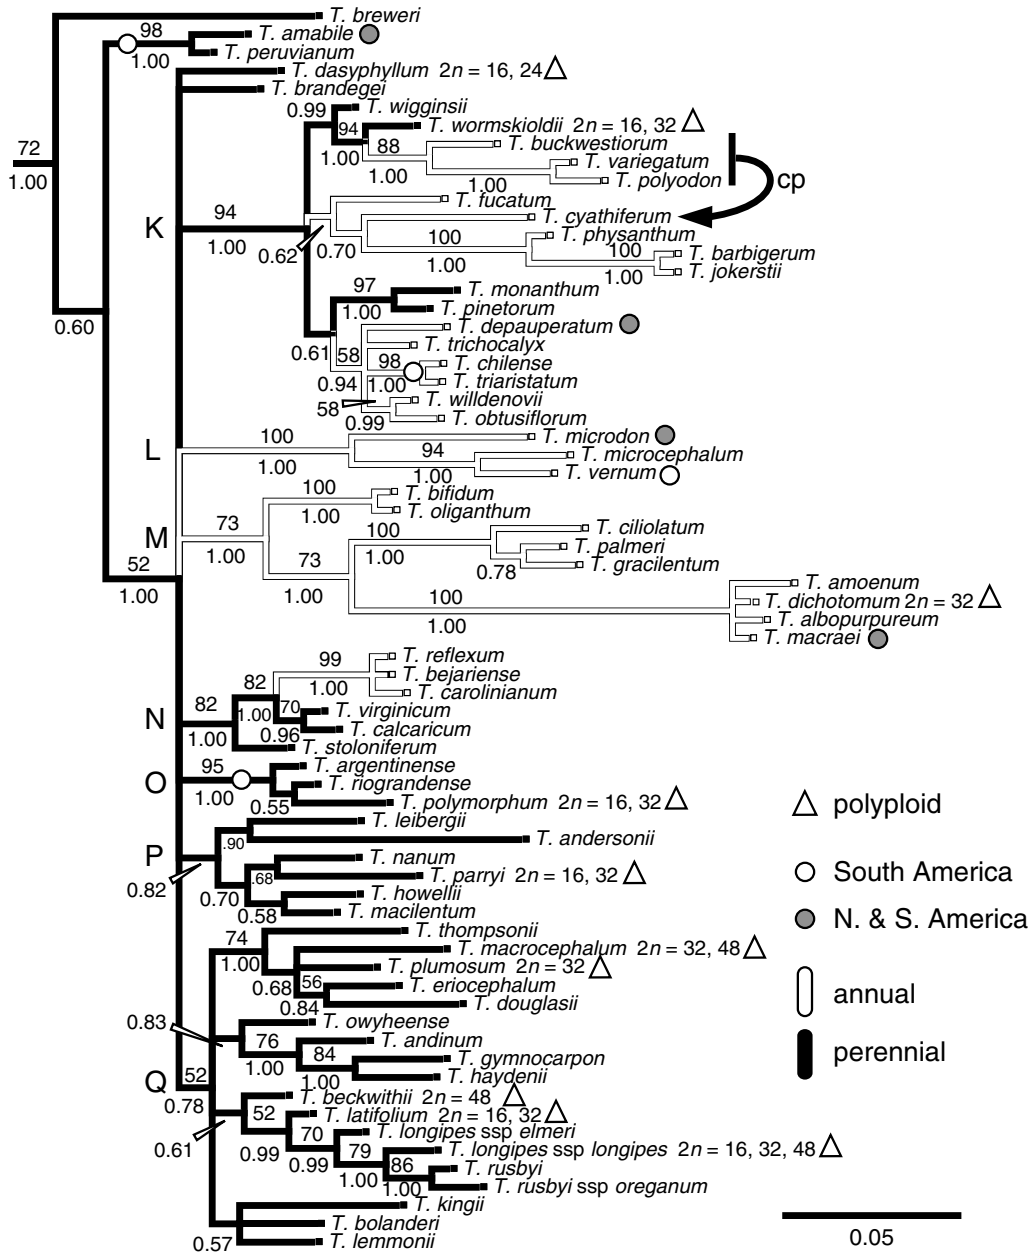 T. breweri
98
T. amabile
1.00
T. peruvianum
T. dasyphyllum 2n = 16, 24
T. brandegei
0.99
T. wigginsii
94
T. wormskioldii 2n = 16, 32
72
88
T. buckwestiorum
1.00
1.00
T. variegatum
1.00
1.00
T. polyodon
cp
T. fucatum
94
T. cyathiferum
K
100
T. physanthum
1.00
0.62
0.70
100
T. barbigerum
1.00
1.00
T. jokerstii
97
T. monanthum
1.00
T. pinetorum
0.60
T. depauperatum
0.61
58
T. trichocalyx
98
T. chilense
0.94
1.00
T. triaristatum
58
T. willdenovii
0.99
T. obtusiflorum
100
T. microdon
L
94
T. microcephalum
1.00
1.00
T. vernum
100
T. bifidum
1.00
T. oliganthum
73
M
100
T. ciliolatum
1.00
73
1.00
T. palmeri
52
0.78
T. gracilentum
1.00
1.00
100
T. amoenum
T. dichotomum 2n = 32
1.00
T. albopurpureum
T. macraei
99
T. reflexum
82
1.00
T. bejariense
T. carolinianum
82
1.00
70
T. virginicum
N
1.00
0.96
T. calcaricum
T. stoloniferum
95
T. argentinense
O
1.00
T. riograndense
0.55
T. polymorphum 2n = 16, 32
polyploid
T. leibergii
.90
T. andersonii
P
T. nanum
0.82
.68
T. parryi 2n = 16, 32
South America
0.70
T. howellii
0.58
T. macilentum
N. & S. America
74
T. thompsonii
1.00
T. macrocephalum 2n = 32, 48
T. plumosum 2n = 32
0.68
56
T. eriocephalum
annual
0.84
T. douglasii
0.83
T. owyheense
76
T. andinum
perennial
1.00
84
T. gymnocarpon
Q
52
1.00
T. haydenii
0.78
T. beckwithii 2n = 48
52
T. latifolium 2n = 16, 32
0.61
70
T. longipes ssp elmeri
0.99
79
T. longipes ssp longipes 2n = 16, 32, 48
0.99
86
T. rusbyi
1.00
1.00
T. rusbyi ssp oreganum
T. kingii
T. bolanderi
0.57
T. lemmonii
0.05